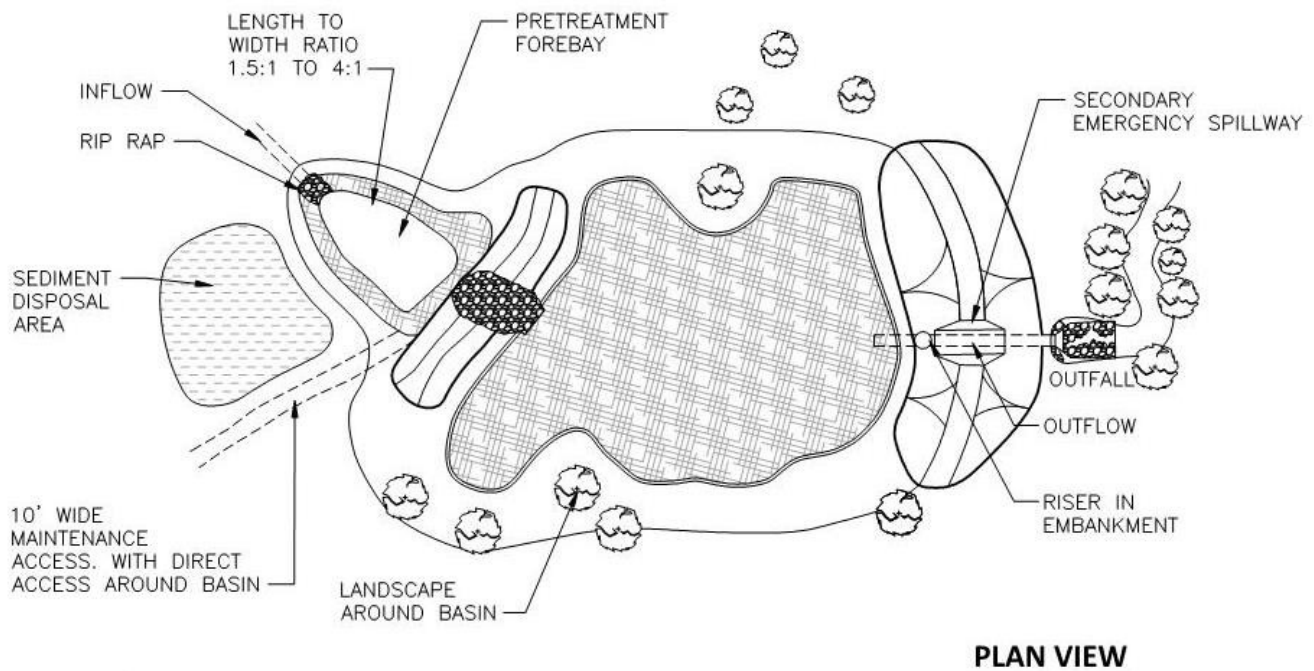 LENGTH TO
WIDTH RATIO
1.5:1 TO 4:1
PRETREATMENT
FOREBAY
INFLOW
RIP RAP
SECONDARY
EMERGENCY SPILLWAY
SEDIMENT
DISPOSAL
AREA
OUTFALL
OUTFLOW
RISER IN
EMBANKMENT
10' WIDE
MAINTENANCE
ACCESS. WITH DIRECT
ACCESS AROUND BASIN
LANDSCAPE
AROUND BASIN
PLAN VIEW